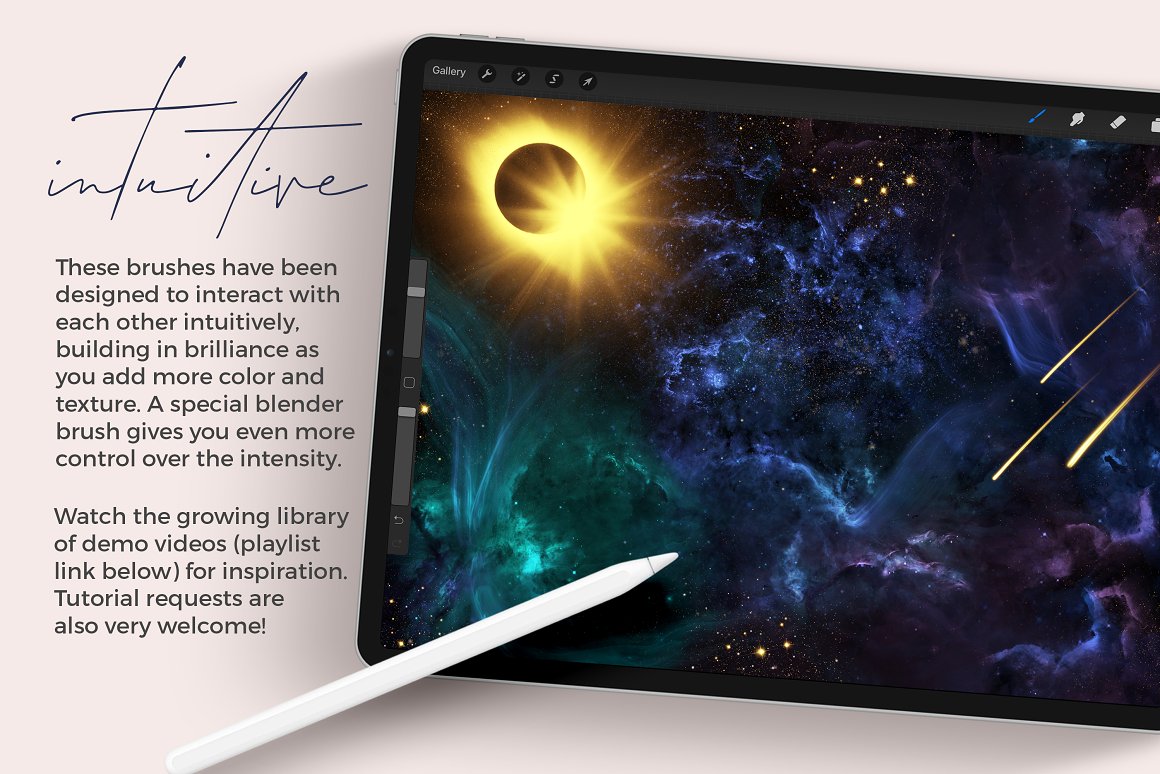 intuitive
These brushes have been
designed to interact with
each other intuitively,
building in brilliance as
you add more color and
texture. A special blender
brush gives you even more
control over the intensity.
Watch the growing library
of demo videos (playlist
link below) for inspiration.
Tutorial requests are
also very welcome!
Gallery